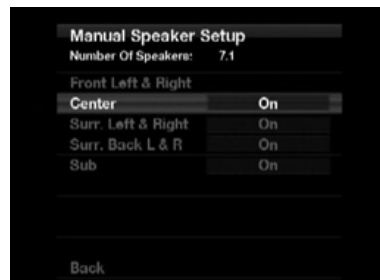 Manual Speaker Setup
Number Of Speakers: 7.1
Front Left & Right
Center On
Surr. Left & Right On
Surr. Back L & R On
Sub On
Back